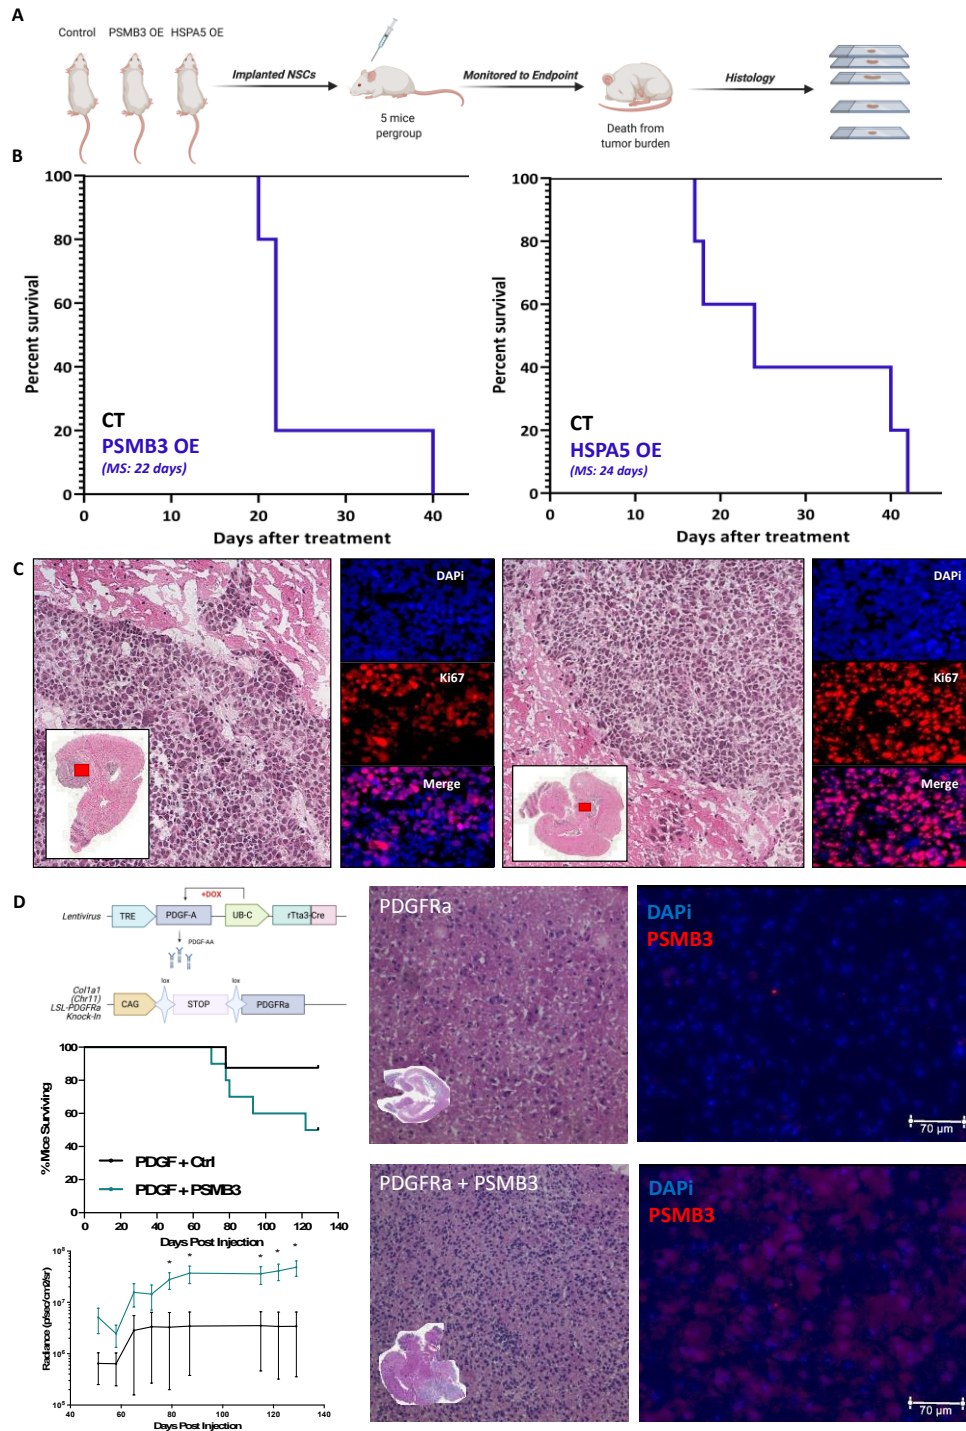 A
Control PSMB3 OE HSPA5 OE
Implanted NSCs
5 mice
pergroup
Monitored to Endpoint
Death from
tumor burden
Histology
B
100
80
60
40
20
0
Percent survival
CT
PSMB3 OE
(MS: 22 days)
0 10 20 30 40
Days after treatment
100
80
60
40
20
0
Percent survival
CT
HSPA5 OE
(MS: 24 days)
0 10 20 30 40
Days after treatment
C
DAPi
Ki67
Merge
DAPi
Ki67
Merge
D
+DOX
Lentivirus
TRE PDGF-A UB-C rTta3-Cre
PDGF-AA
Col1a1
(Chr11)
LSL-PDGFRa
Knock-In
lox lox
CAG STOP PDGFRa
100
80
60
40
20
0
% Mice Surviving
PDGF + Ctrl
PDGF + PSMB3
0 20 40 60 80 100 120 140
Days Post Injection
10⁸
10⁷
10⁶
10⁵
Radiance (p/sec/cm2/sr)
* * * * *
40 60 80 100 120 140
Days Post Injection
PDGFRa
DAPi
PSMB3
70 µm
PDGFRa + PSMB3
DAPi
PSMB3
70 µm